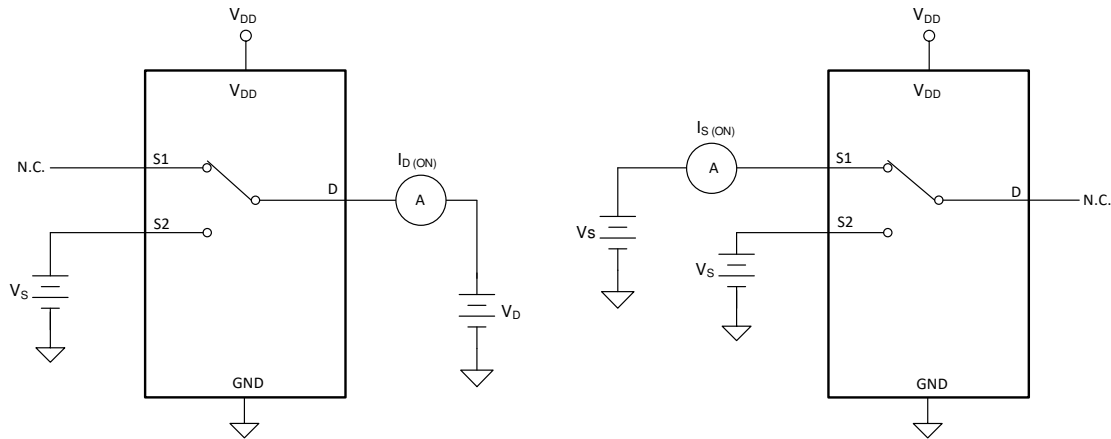 VDD
VDD
N.C.
S1
D
ID (ON)
A
S2
VS
VD
GND
VDD
VDD
IS (ON)
A
S1
D
N.C.
S2
Vs
VS
GND